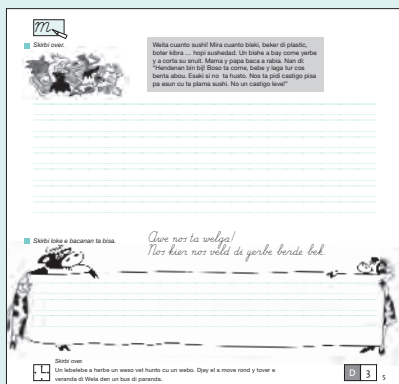 m
Skirbi over.
Weita cuanto sushi! Mira cuanto bleki, beker di plastic,
boter kibra ... hopi sushedad. Un bishe a bay come yerbe
y a corta su snuit. Mama y papa baca a rabia. Nan di:
"Hendenan bin bij! Boso ta come, bebe y laga tur cos
benta abou. Esaki si no ta husto. Nos ta pidi castigo pisa
pa esun cu ta plama sushi. No un castigo leve!"
Skirbi loke e bacanan ta bisa.
Awe nos ta welga!
Nos kier nos veld di yerbe berde bek.
Skirbi over.
Un lebelebe a herbe un weso vet hunto cu un webo. Djey el a move rond y tover e
veranda di Wela den un bus di paranda.
D 3
5